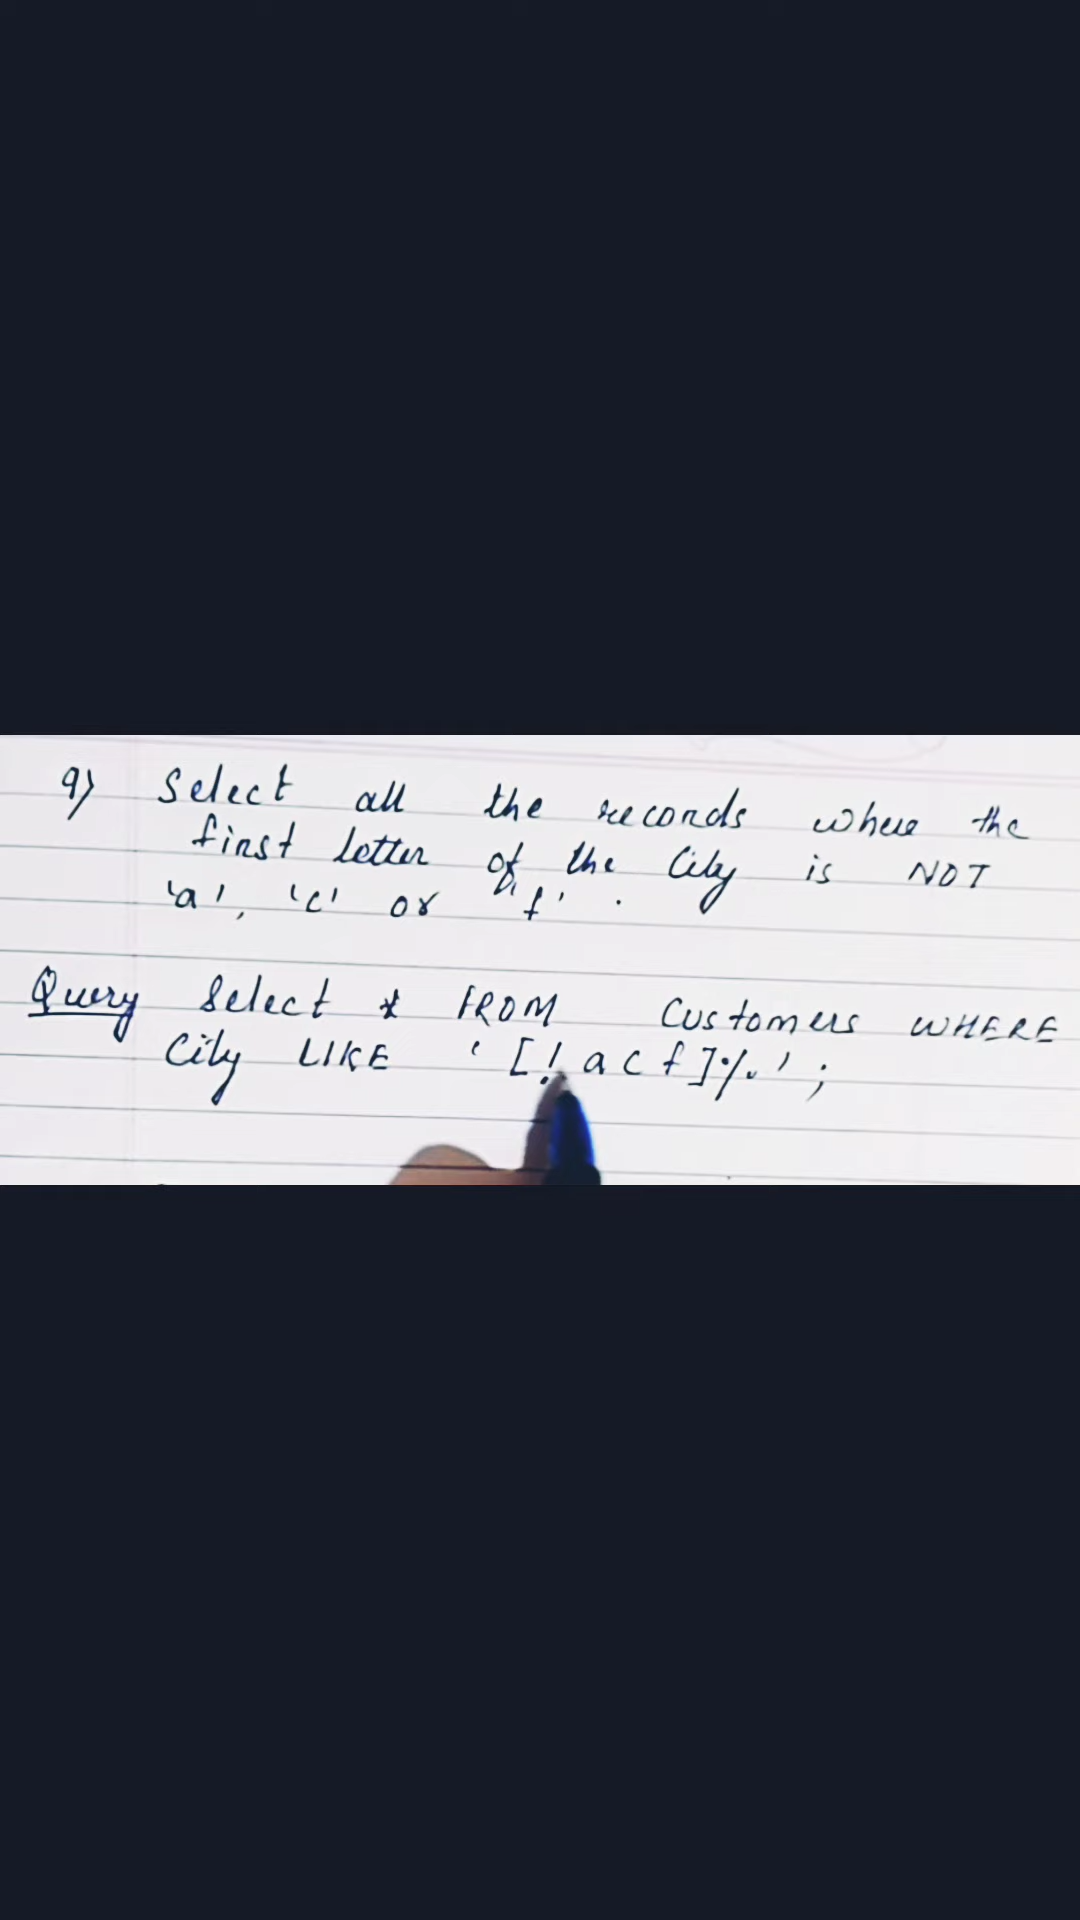 9) Select all the records where the
first letter of the City is NOT
'a', 'c' or 'f'.
Query Select * FROM Customers WHERE
City LIKE '[!acf]%';